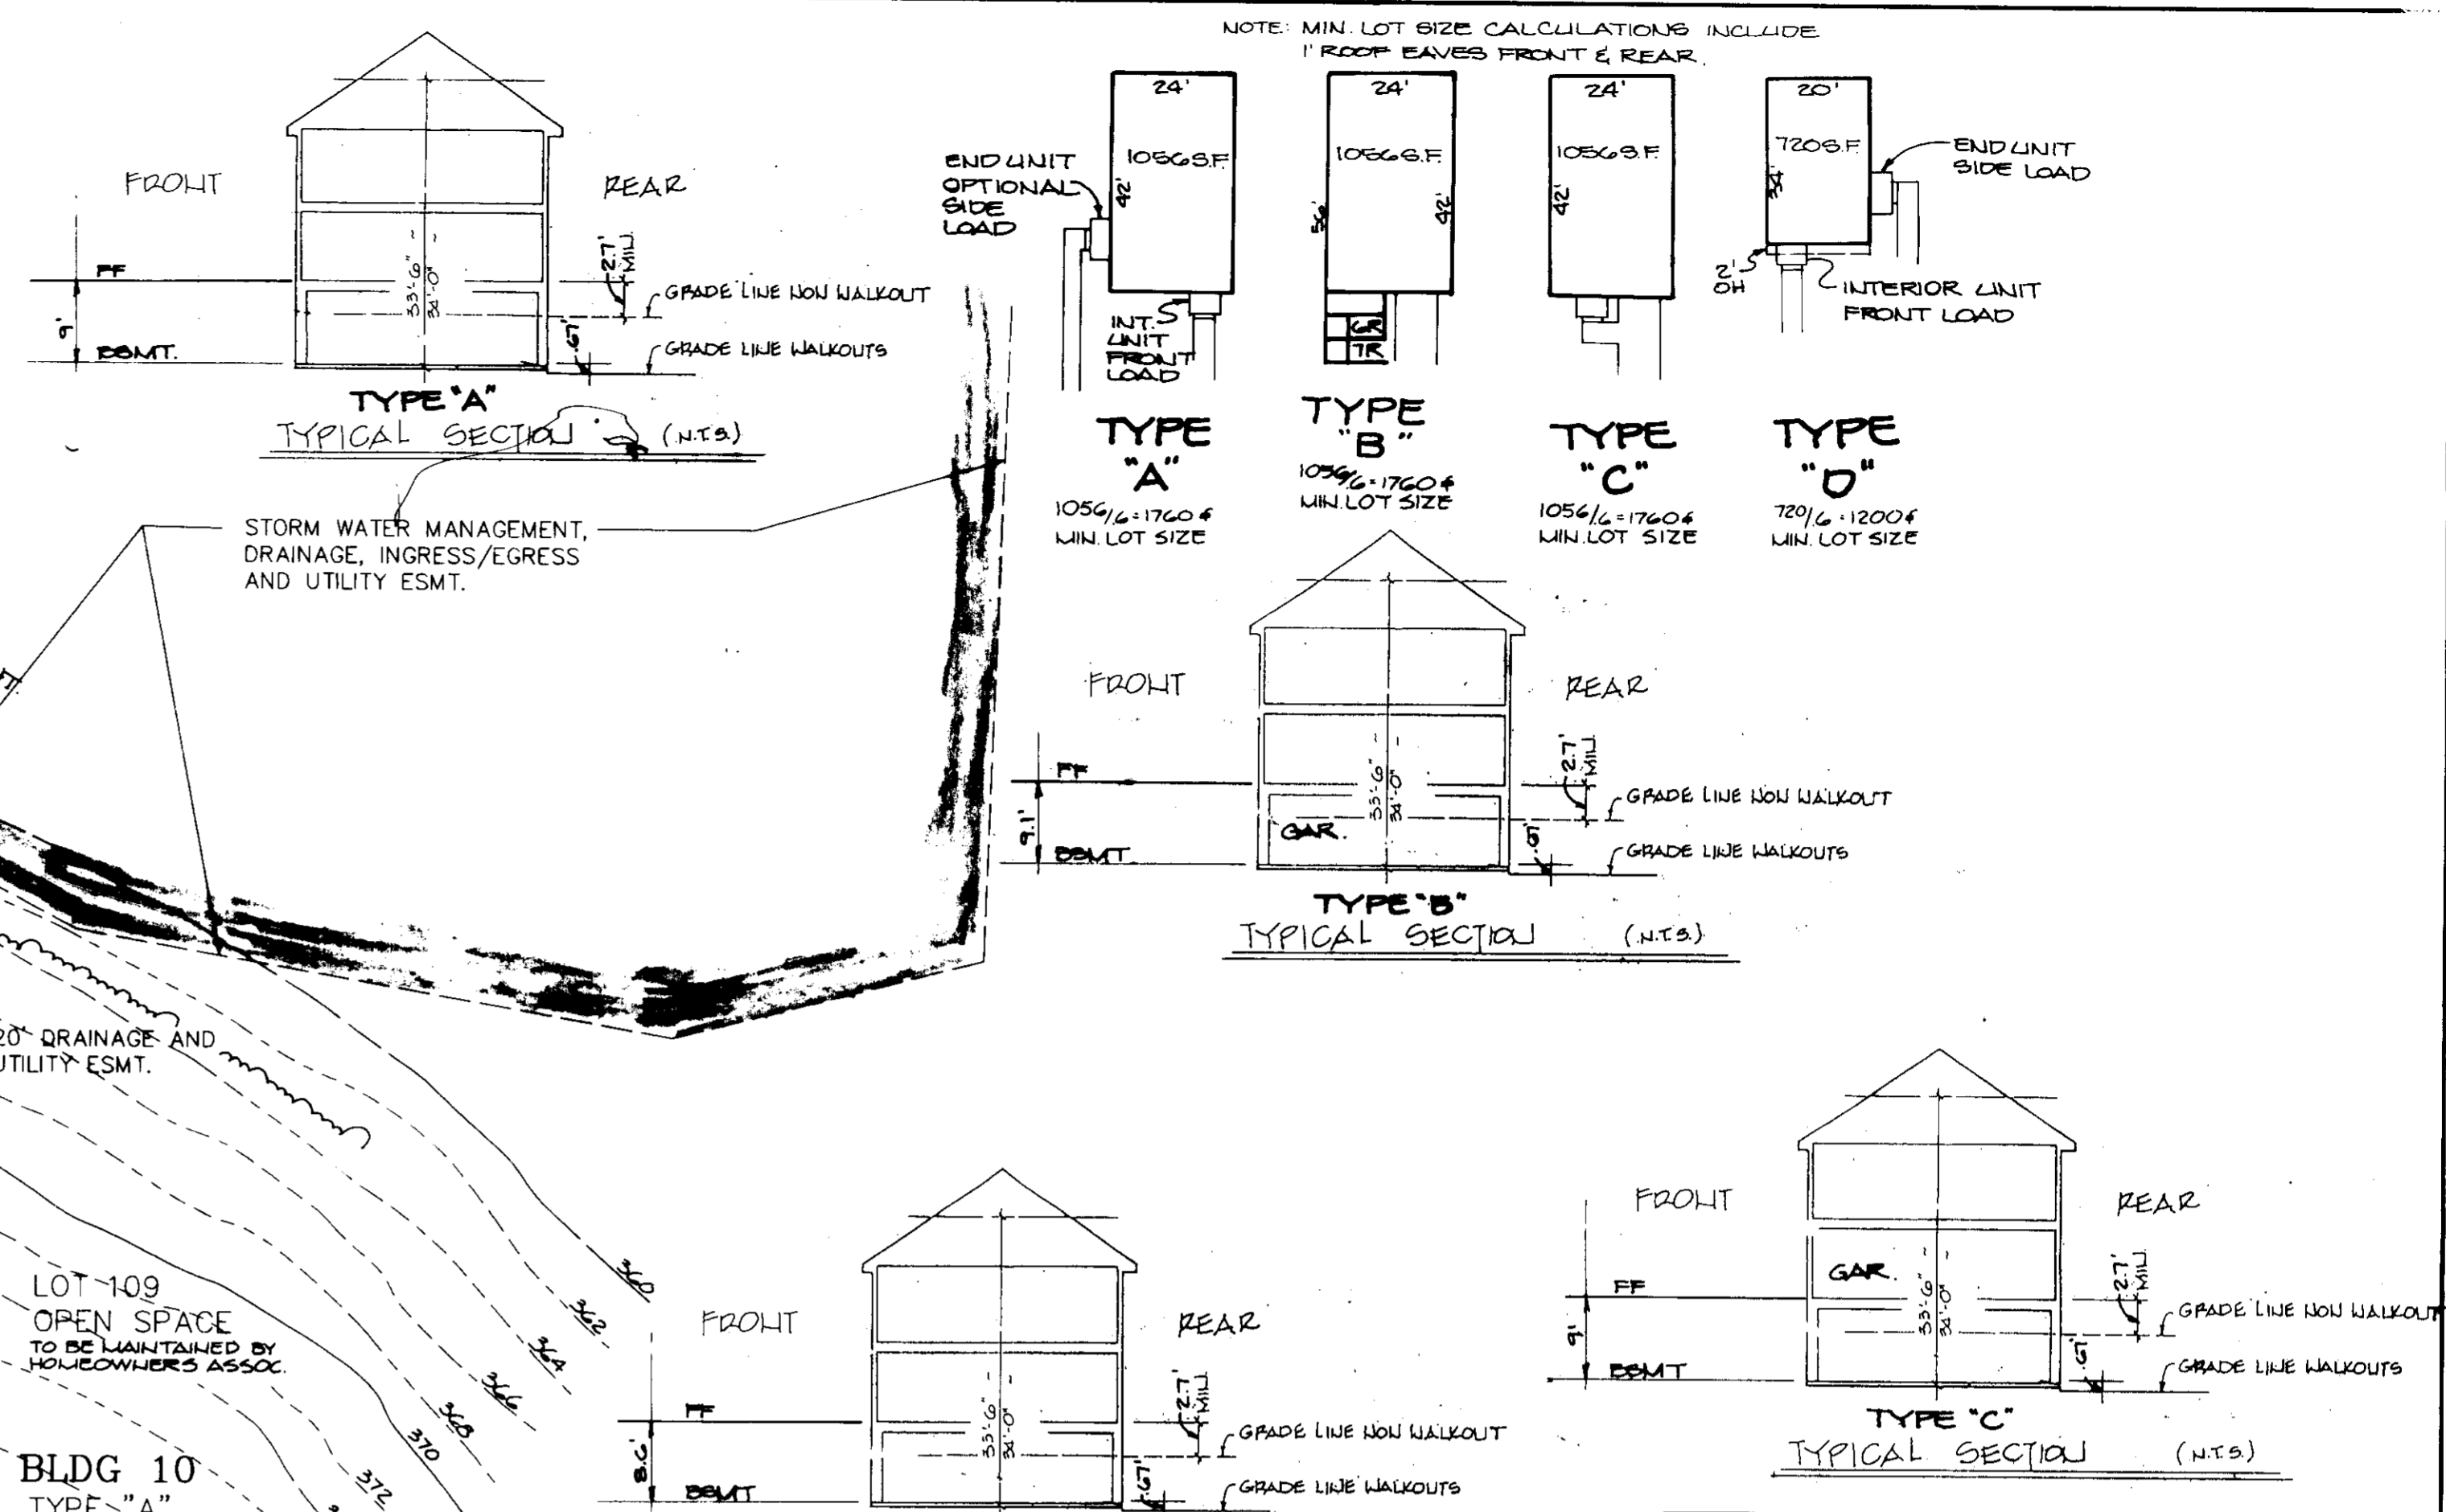 NOTE: MIN. LOT SIZE CALCULATIONS INCLUDE
1' ROOF EAVES FRONT & REAR.
FRONT
REAR
FF
9'
BSMT.
33'-6" ~
34'-0" ~
2.7'
MIN.
.67'
GRADE LINE NON WALKOUT
GRADE LINE WALKOUTS
TYPE "A"
TYPICAL SECTION (N.T.S.)
24'
1056 S.F.
42'
END UNIT
OPTIONAL
SIDE
LOAD
INT.
UNIT
FRONT
LOAD
TYPE
"A"
1056/.6=1760
MIN. LOT SIZE
24'
1056 S.F.
56'
42'
6R
7R
TYPE
"B"
1056/.6=1760
MIN. LOT SIZE
24'
1056 S.F.
42'
TYPE
"C"
1056/.6=1760
MIN. LOT SIZE
20'
720 S.F.
34'
END UNIT
SIDE LOAD
2'
OH
INTERIOR UNIT
FRONT LOAD
TYPE
"D"
720/.6=1200
MIN. LOT SIZE
STORM WATER MANAGEMENT,
DRAINAGE, INGRESS/EGRESS
AND UTILITY ESMT.
FRONT
REAR
FF
9.1'
BSMT
GAR.
33'-6" ~
34'-0" ~
2.7'
MIN.
.67'
GRADE LINE NON WALKOUT
GRADE LINE WALKOUTS
TYPE "B"
TYPICAL SECTION (N.T.S.)
20' DRAINAGE AND
UTILITY ESMT.
LOT 109
OPEN SPACE
TO BE MAINTAINED BY
HOMEOWNERS ASSOC.
360
362
364
366
368
370
372
BLDG 10
TYPE "A"
FRONT
REAR
FF
8.6'
BSMT
33'-6" ~
34'-0" ~
2.7'
MIN.
.67'
GRADE LINE NON WALKOUT
GRADE LINE WALKOUTS
FRONT
REAR
GAR.
FF
9'
BSMT
33'-6" ~
34'-0" ~
2.7'
MIN.
.67'
GRADE LINE NON WALKOUT
GRADE LINE WALKOUTS
TYPE "C"
TYPICAL SECTION (N.T.S.)